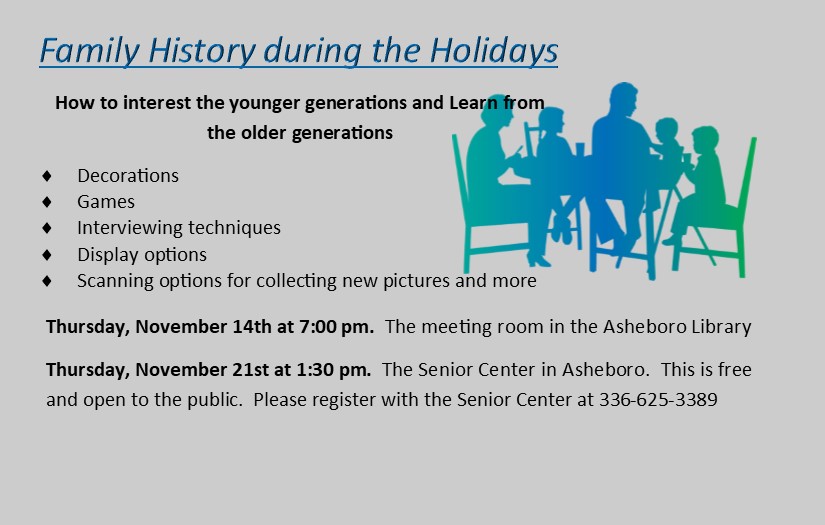 Family History during the Holidays
How to interest the younger generations and Learn from
the older generations
♦ Decorations
♦ Games
♦ Interviewing techniques
♦ Display options
♦ Scanning options for collecting new pictures and more
Thursday, November 14th at 7:00 pm.  The meeting room in the Asheboro Library
Thursday, November 21st at 1:30 pm.  The Senior Center in Asheboro.  This is free
and open to the public.  Please register with the Senior Center at 336-625-3389